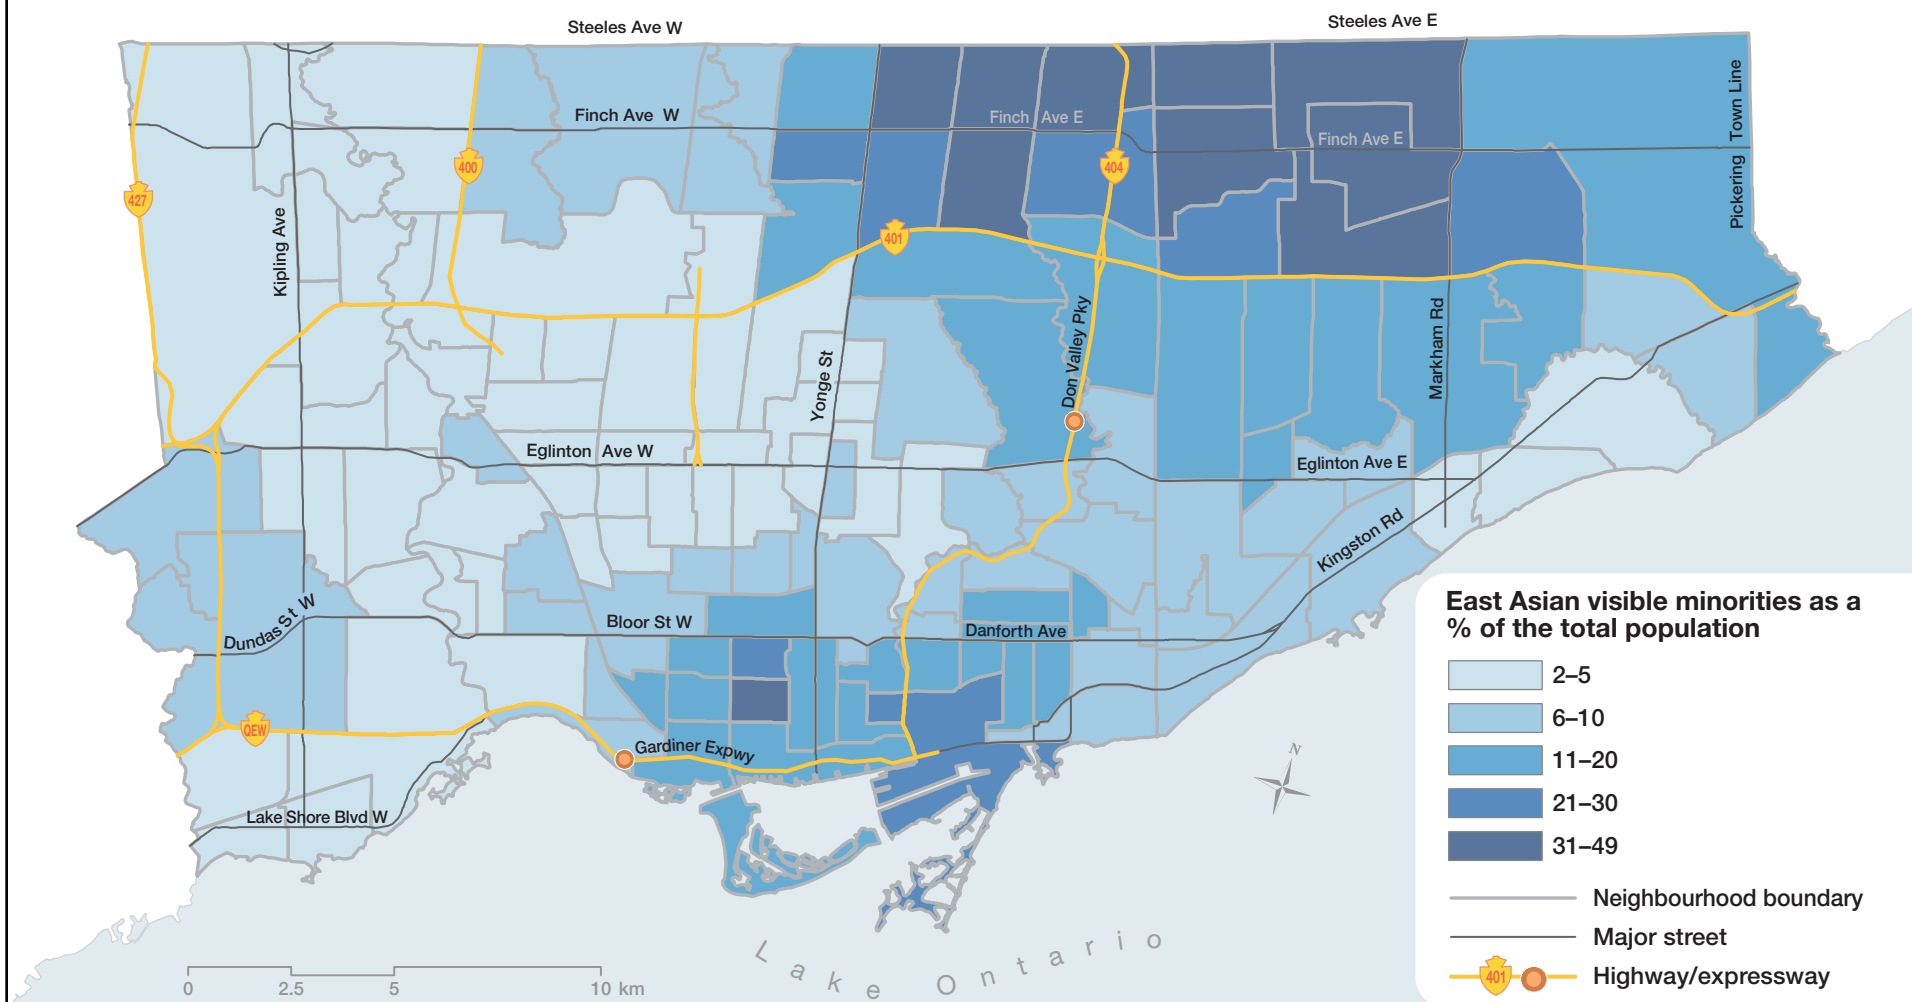 Steeles Ave W
Steeles Ave E
Finch Ave W
Finch Ave E
Finch Ave E
Pickering Town Line
427
400
404
401
Kipling Ave
Yonge St
Don Valley Pky
Markham Rd
Eglinton Ave W
Eglinton Ave E
Kingston Rd
Dundas St W
Bloor St W
Danforth Ave
QEW
Gardiner Expwy
Lake Shore Blvd W
N
Lake Ontario
0 2.5 5 10 km
East Asian visible minorities as a
% of the total population
2–5
6–10
11–20
21–30
31–49
Neighbourhood boundary
Major street
401 Highway/expressway